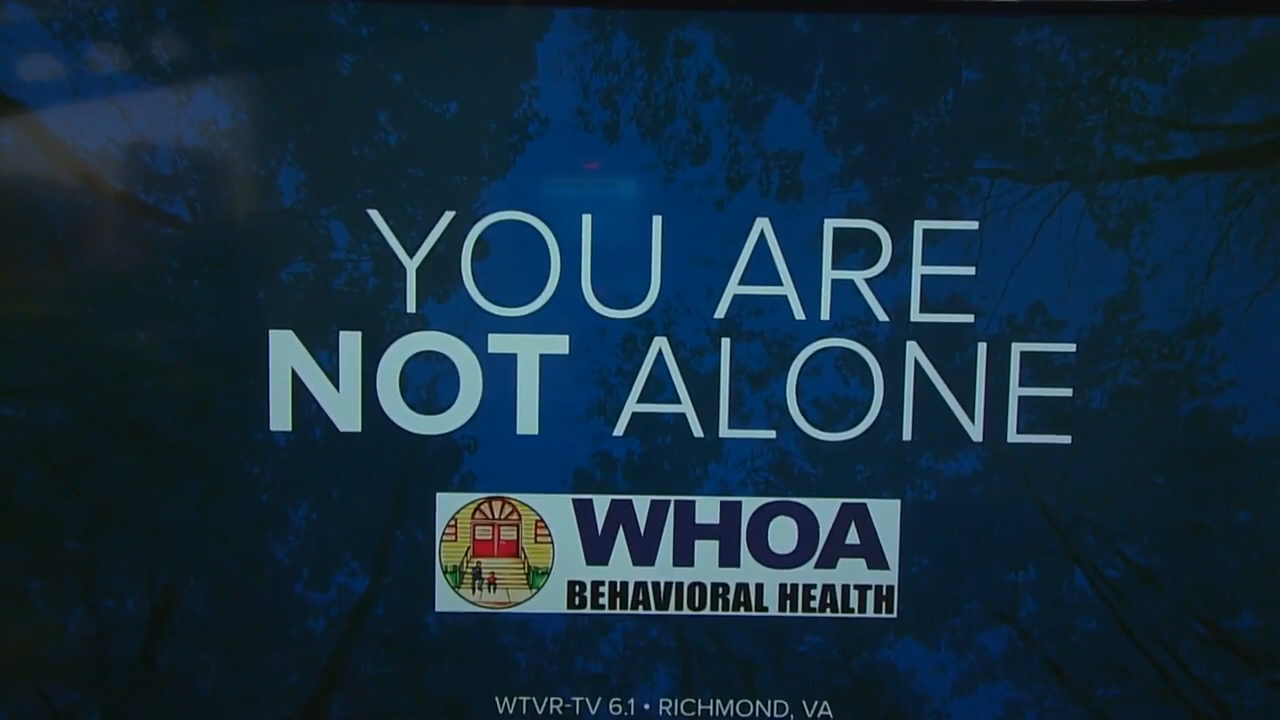 YOU ARE
NOT ALONE
WHOA
BEHAVIORAL HEALTH
WTVR-TV 6.1 • RICHMOND, VA